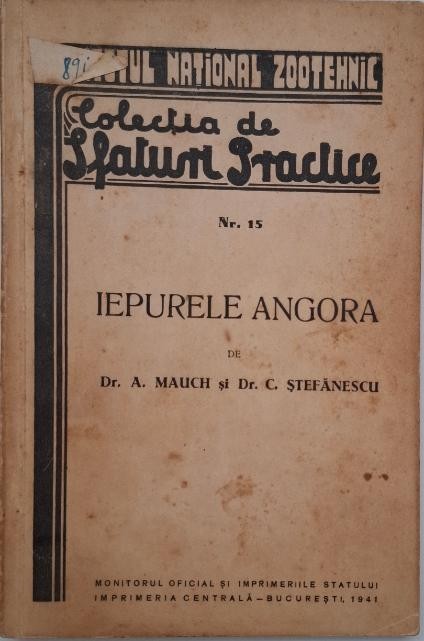 89i
NATIONAL ZOOTEHNIC
Colecția de
Sfaturi Practice
Nr. 15
IEPURELE ANGORA
DE
Dr. A. MAUCH și Dr. C. ȘTEFĂNESCU
MONITORUL OFICIAL ȘI IMPRIMERIILE STATULUI
IMPRIMERIA CENTRALĂ — BUCUREȘTI, 1941